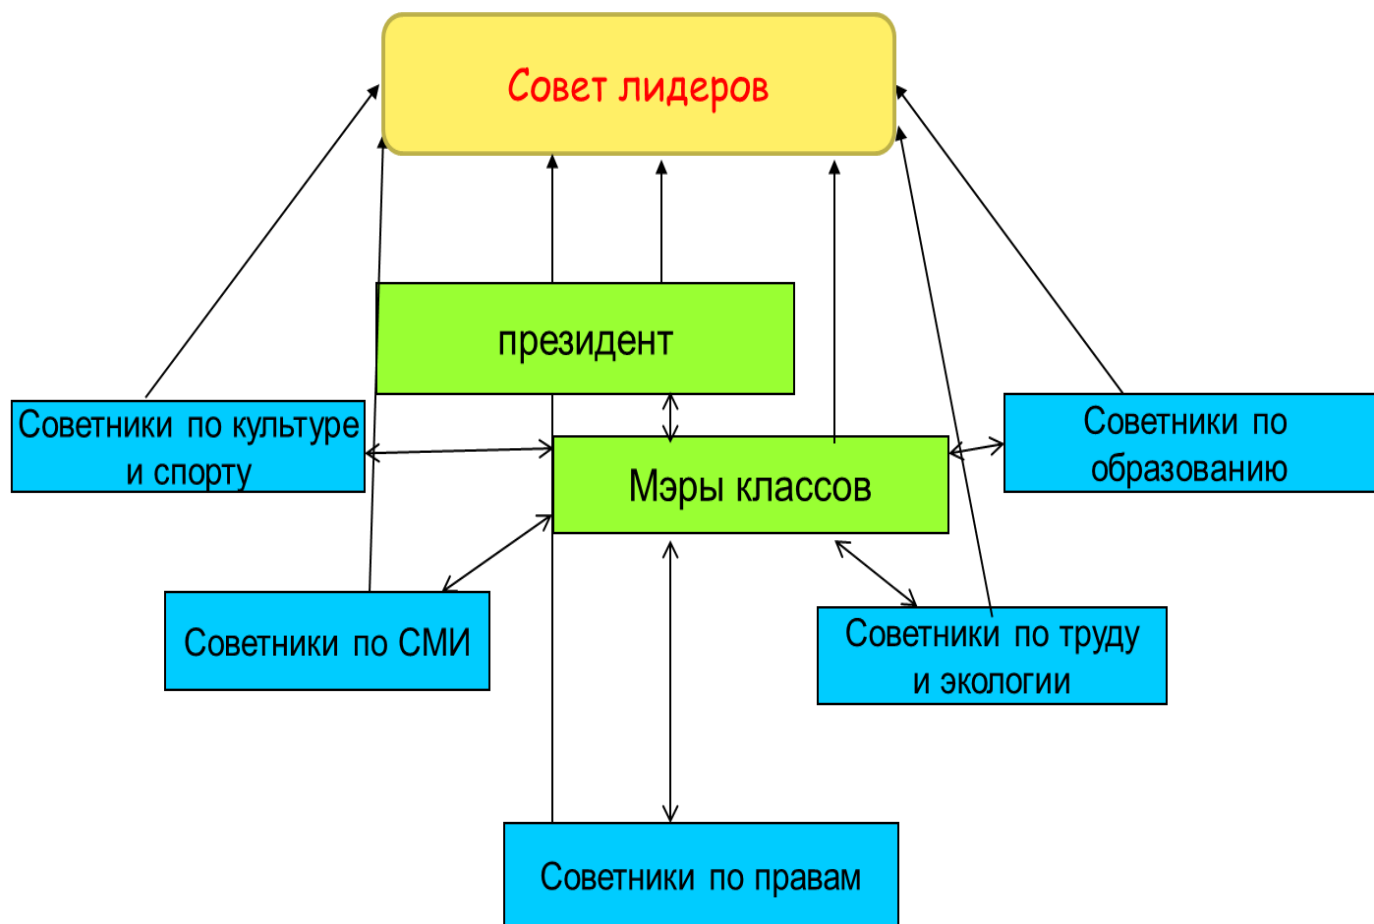 Совет лидеров
президент
Советники по культуре
и спорту
Мэры классов
Советники по
образованию
Советники по СМИ
Советники по труду
и экологии
Советники по правам